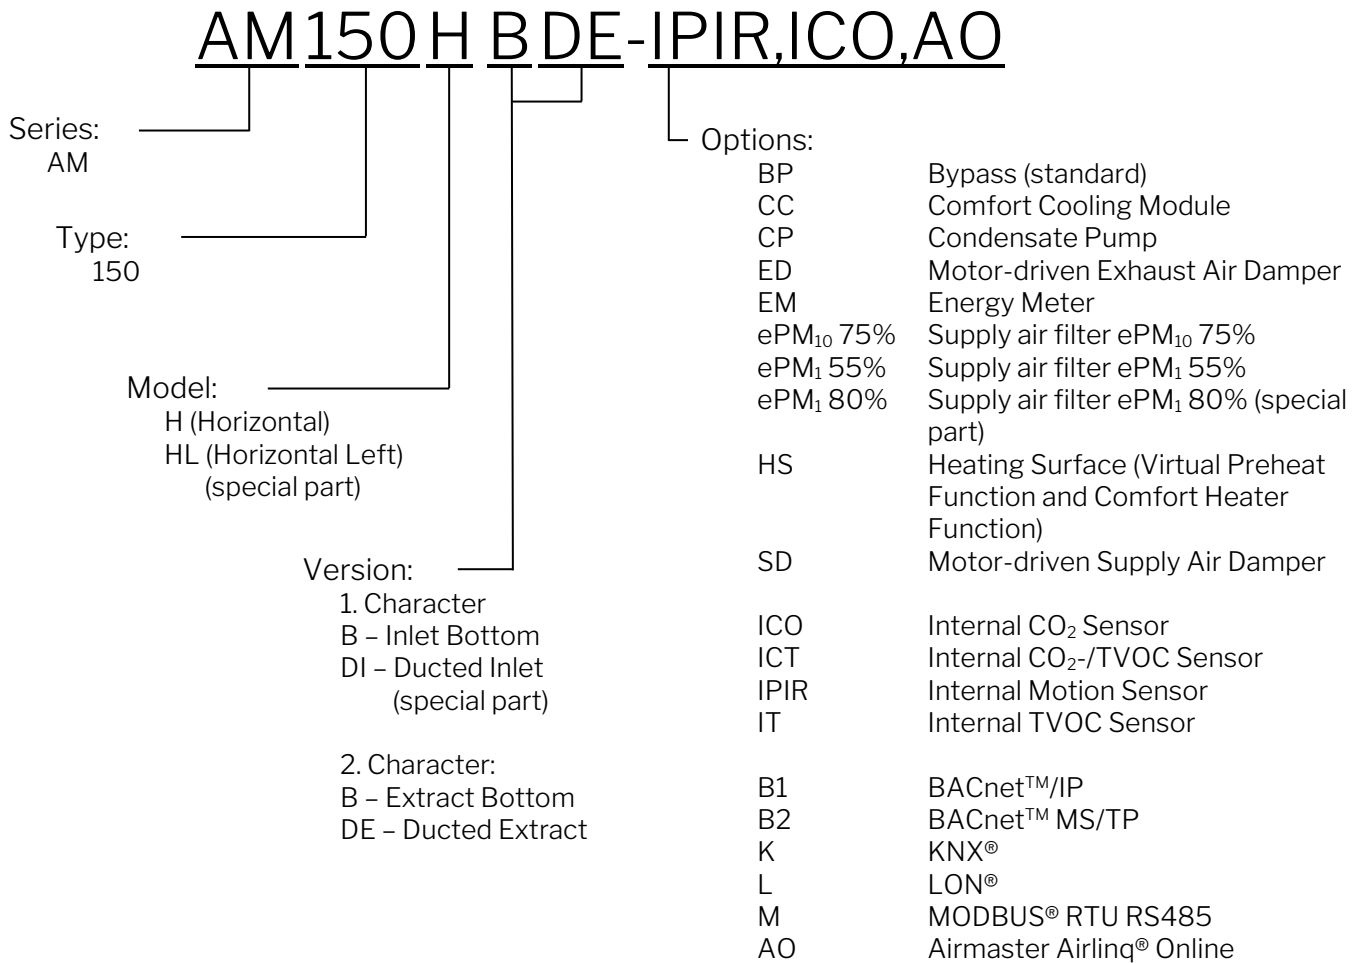 AM150 H B DE-IPIR,ICO,AO
Series:
AM
Type:
150
Model:
H (Horizontal)
HL (Horizontal Left)
(special part)
Version:
1. Character
B – Inlet Bottom
DI – Ducted Inlet
(special part)
2. Character:
B – Extract Bottom
DE – Ducted Extract
Options:
BP Bypass (standard)
CC Comfort Cooling Module
CP Condensate Pump
ED Motor-driven Exhaust Air Damper
EM Energy Meter
ePM₁₀ 75% Supply air filter ePM₁₀ 75%
ePM₁ 55% Supply air filter ePM₁ 55%
ePM₁ 80% Supply air filter ePM₁ 80% (special
part)
HS Heating Surface (Virtual Preheat
Function and Comfort Heater
Function)
SD Motor-driven Supply Air Damper
ICO Internal CO₂ Sensor
ICT Internal CO₂-/TVOC Sensor
IPIR Internal Motion Sensor
IT Internal TVOC Sensor
B1 BACnet™/IP
B2 BACnet™ MS/TP
K KNX®
L LON®
M MODBUS® RTU RS485
AO Airmaster Airlinq® Online